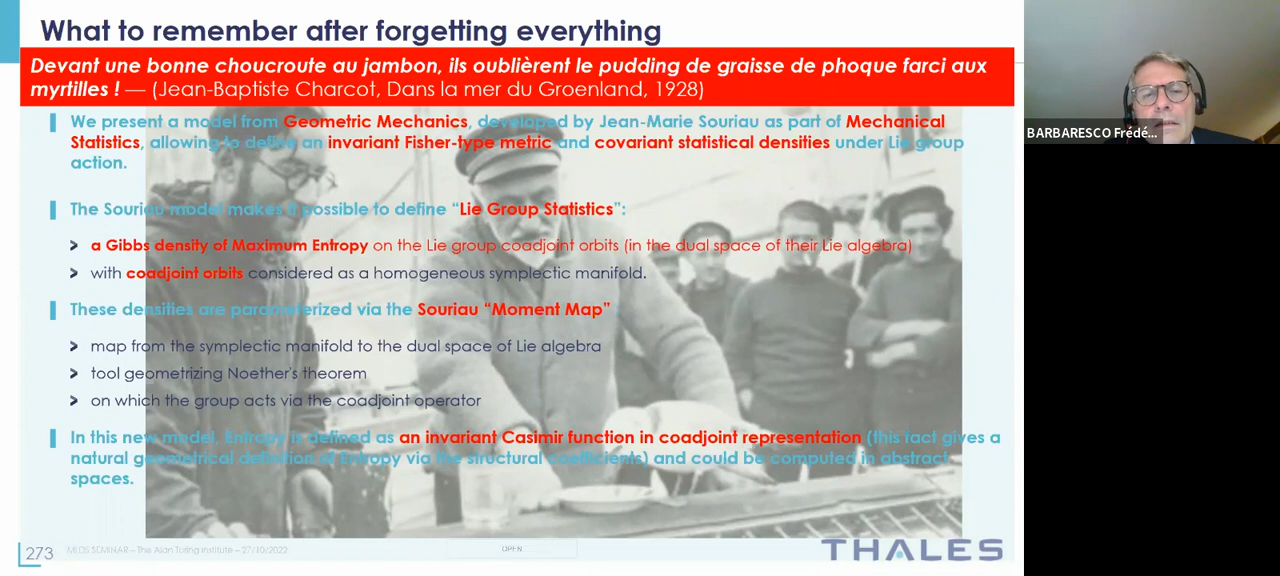 What to remember after forgetting everything
Devant une bonne choucroute au jambon, ils oublièrent le pudding de graisse de phoque farci aux
myrtilles ! — (Jean-Baptiste Charcot, Dans la mer du Groenland, 1928)
We present a model from Geometric Mechanics, developed by Jean-Marie Souriau as part of Mechanical
Statistics, allowing to define an invariant Fisher-type metric and covariant statistical densities under Lie group
action.
The Souriau model makes it possible to define “Lie Group Statistics”:
> a Gibbs density of Maximum Entropy on the Lie group coadjoint orbits (in the dual space of their Lie algebra)
> with coadjoint orbits considered as a homogeneous symplectic manifold.
These densities are parameterized via the Souriau “Moment Map” :
> map from the symplectic manifold to the dual space of Lie algebra
> tool geometrizing Noether's theorem
> on which the group acts via the coadjoint operator
In this new model, Entropy is defined as an invariant Casimir function in coadjoint representation (this fact gives a
natural geometrical definition of Entropy via the structural coefficients) and could be computed in abstract
spaces.
273
MLDS SEMINAR – The Alan Turing Institute – 27/10/2022
OPEN
THALES
BARBARESCO Frédé...